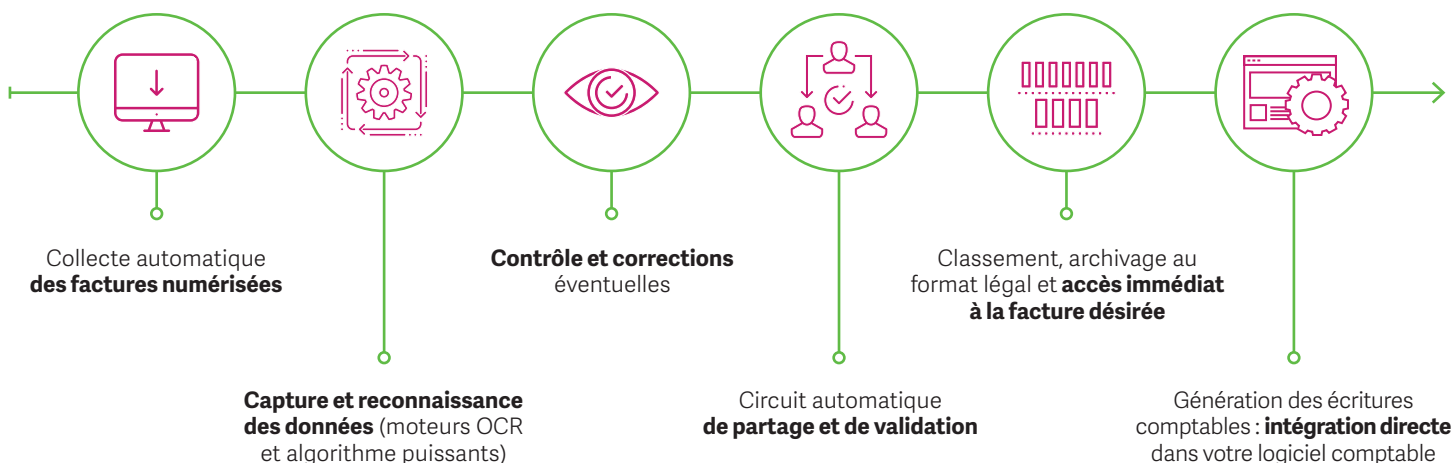 Collecte automatique
des factures numérisées
Capture et reconnaissance
des données (moteurs OCR
et algorithme puissants)
Contrôle et corrections
éventuelles
Circuit automatique
de partage et de validation
Classement, archivage au
format légal et accès immédiat
à la facture désirée
Génération des écritures
comptables : intégration directe
dans votre logiciel comptable